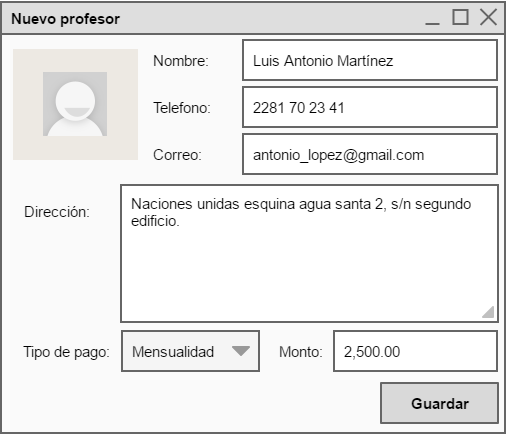 Nuevo profesor
Nombre: Luis Antonio Martínez
Telefono: 2281 70 23 41
Correo: antonio_lopez@gmail.com
Dirección: Naciones unidas esquina agua santa 2, s/n segundo
edificio.
Tipo de pago: Mensualidad Monto: 2,500.00
Guardar